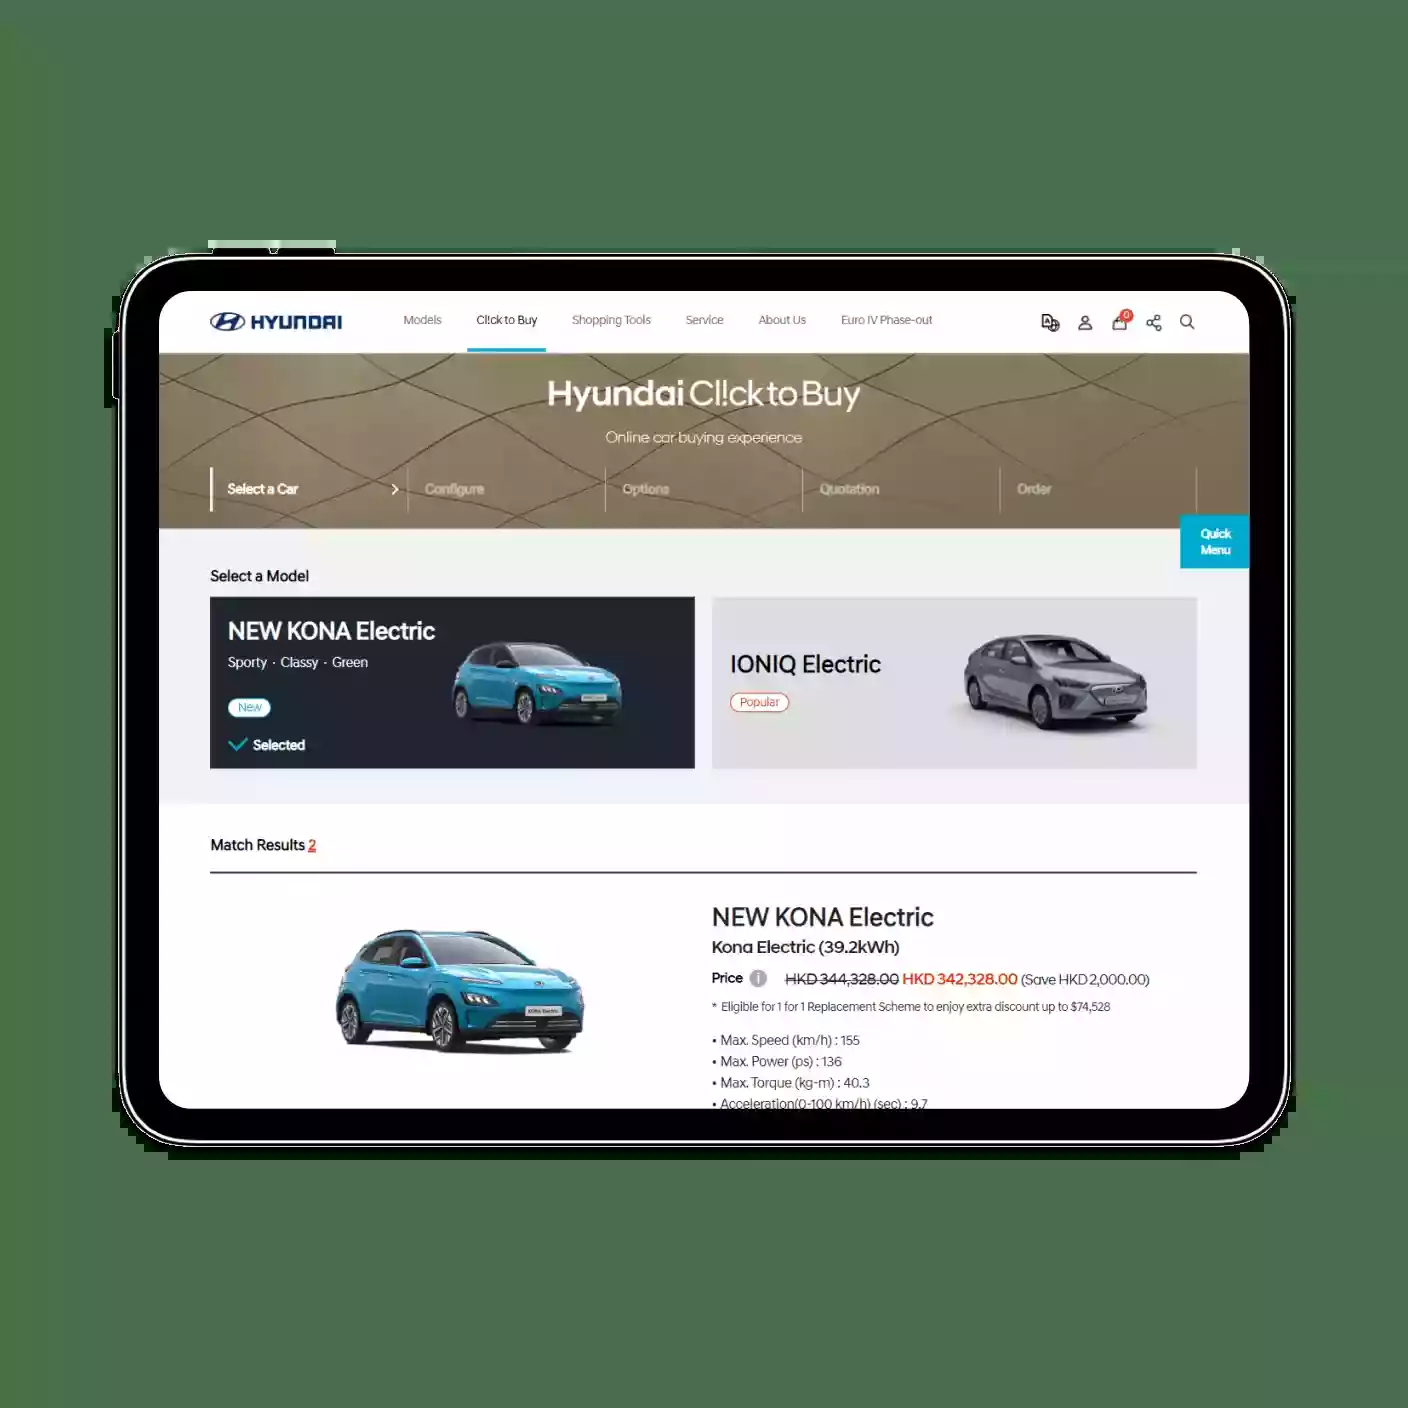 HYUNDAI
Models
Cl!ck to Buy
Shopping Tools
Service
About Us
Euro IV Phase-out
0
Hyundai Cl!ck to Buy
Online car buying experience
Select a Car
Configure
Options
Quotation
Order
Quick
Menu
Select a Model
NEW KONA Electric
Sporty · Classy · Green
New
Selected
IONIQ Electric
Popular
Match Results 2
NEW KONA Electric
Kona Electric (39.2kWh)
Price i HKD 344,328.00 HKD 342,328.00 (Save HKD 2,000.00)
* Eligible for 1 for 1 Replacement Scheme to enjoy extra discount up to $74,528
• Max. Speed (km/h) : 155
• Max. Power (ps) : 136
• Max. Torque (kg-m) : 40.3
• Acceleration(0-100 km/h) (sec) : 9.7